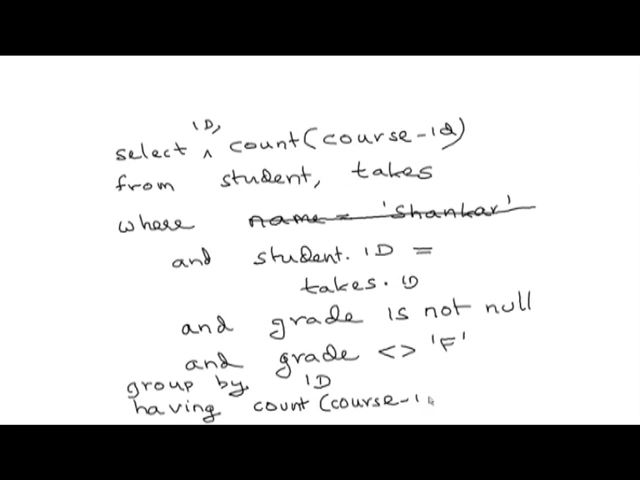 ID,
select ^ count(course-id)
from student, takes
where name = 'Shankar'
and student. ID =
takes. ID
and grade is not null
and grade <> 'F'
group by ID
having count (course-i